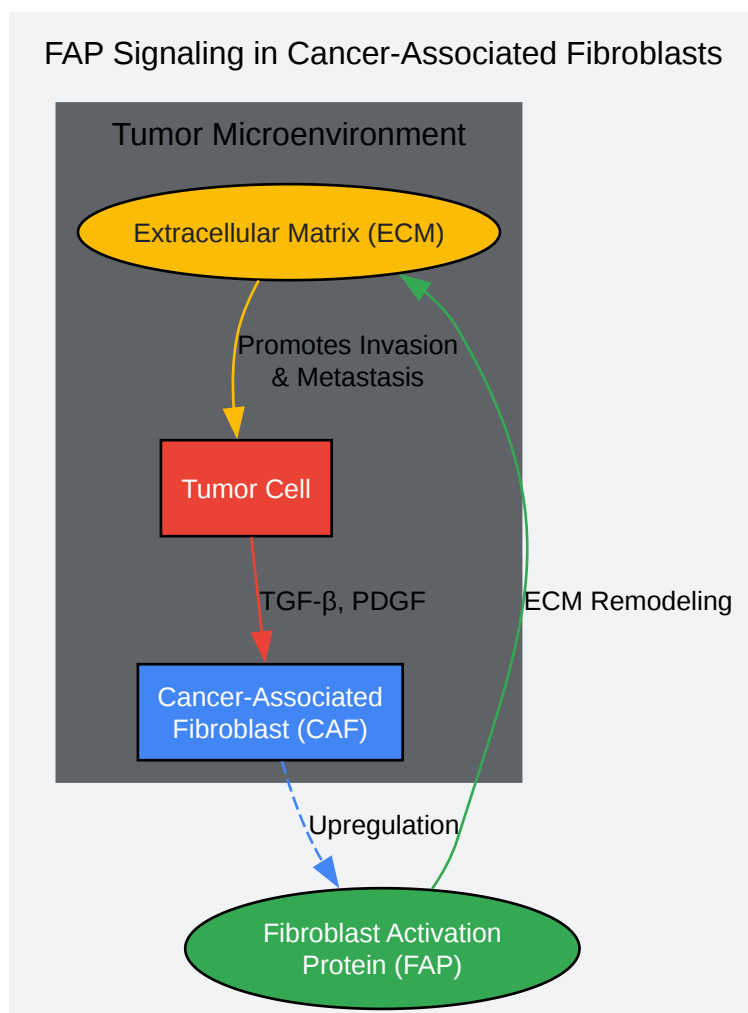 FAP Signaling in Cancer-Associated Fibroblasts
Tumor Microenvironment
Extracellular Matrix (ECM)
Promotes Invasion
& Metastasis
Tumor Cell
TGF-β, PDGF
ECM Remodeling
Cancer-Associated
Fibroblast (CAF)
Upregulation
Fibroblast Activation
Protein (FAP)